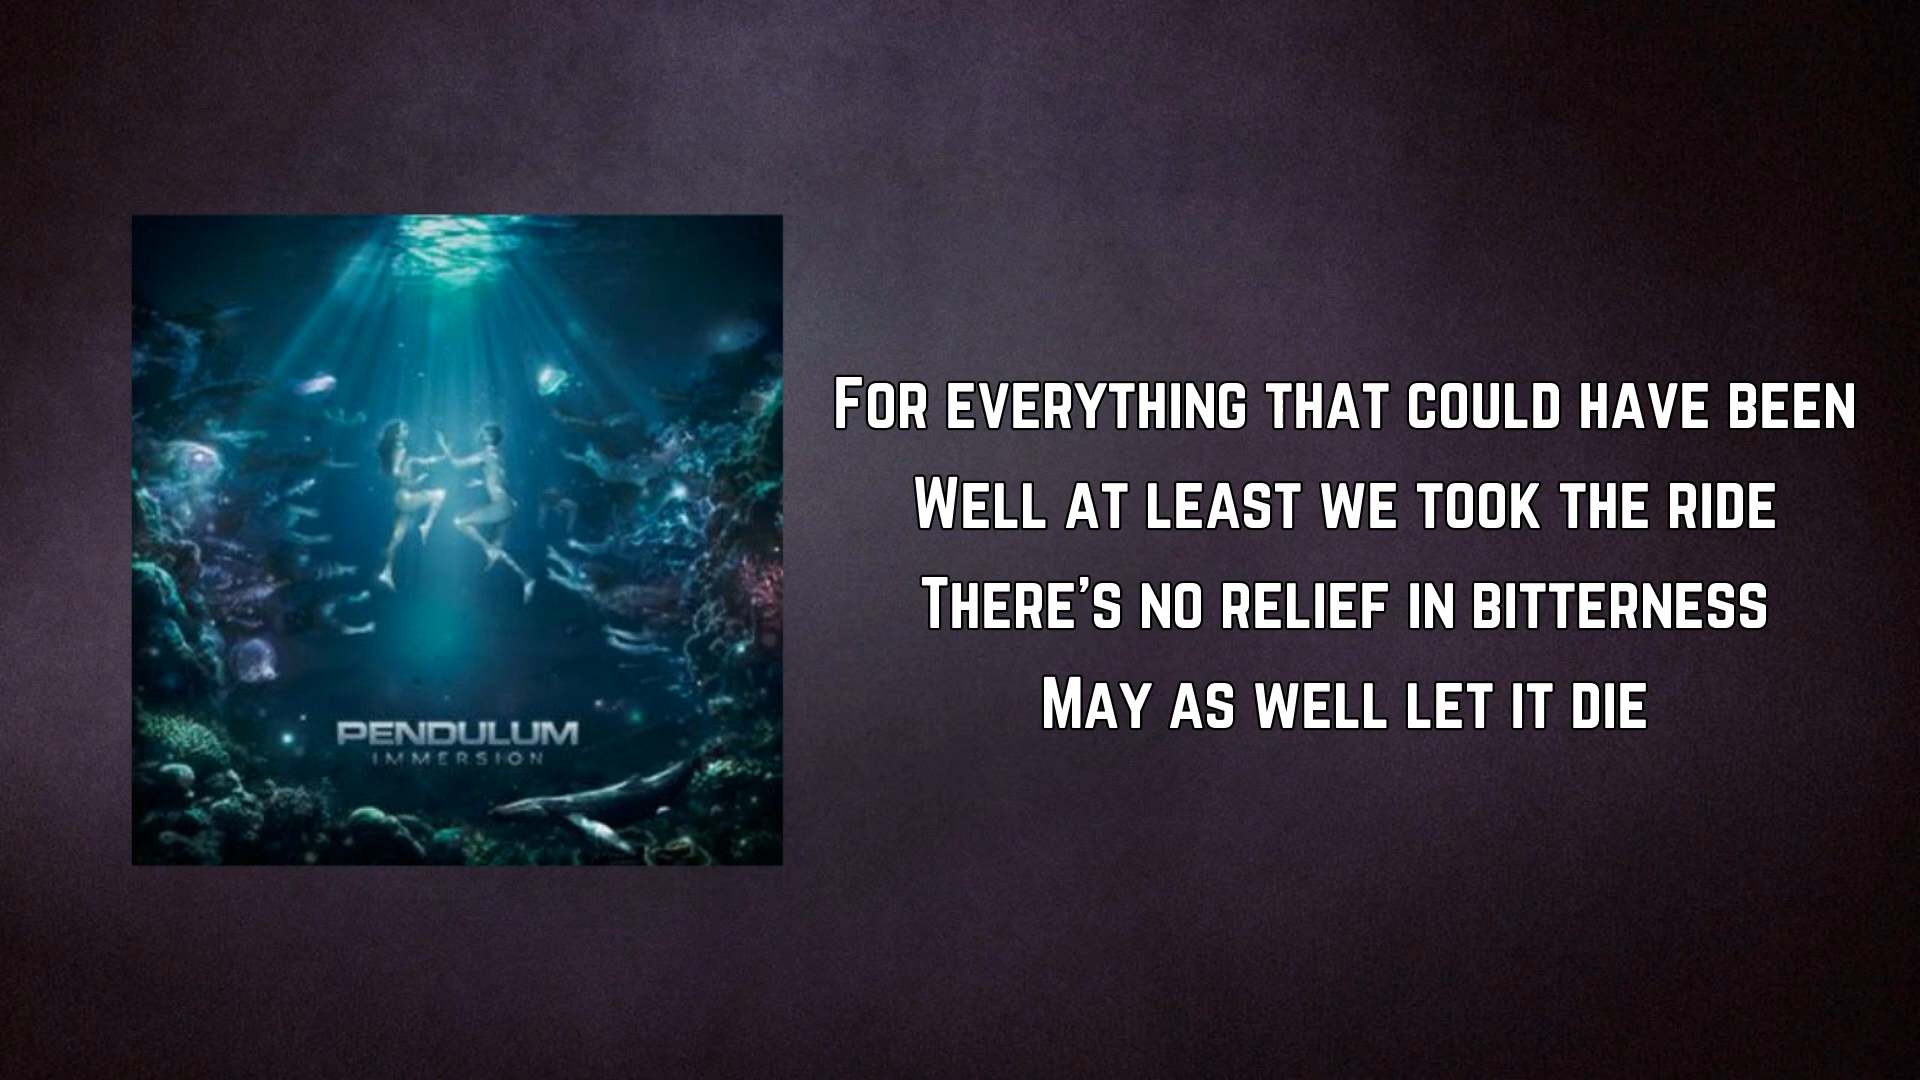 For everything that could have been
Well at least we took the ride
There's no relief in bitterness
May as well let it die
PENDULUM
IMMERSION